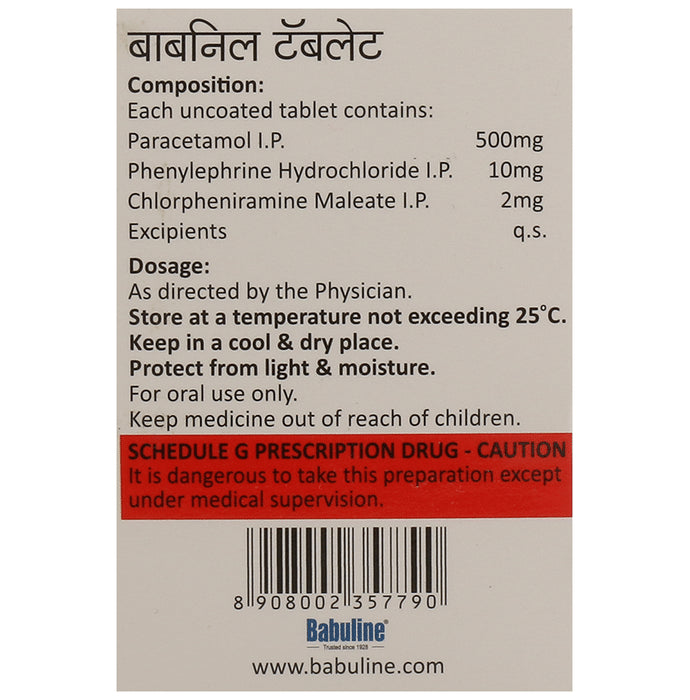 बाबनिल टॅबलेट
Composition:
Each uncoated tablet contains:
Paracetamol I.P. 500mg
Phenylephrine Hydrochloride I.P. 10mg
Chlorpheniramine Maleate I.P. 2mg
Excipients q.s.
Dosage:
As directed by the Physician.
Store at a temperature not exceeding 25°C.
Keep in a cool & dry place.
Protect from light & moisture.
For oral use only.
Keep medicine out of reach of children.
SCHEDULE G PRESCRIPTION DRUG - CAUTION
It is dangerous to take this preparation except
under medical supervision.
8 908002 357790
Babuline®
Trusted since 1928
www.babuline.com